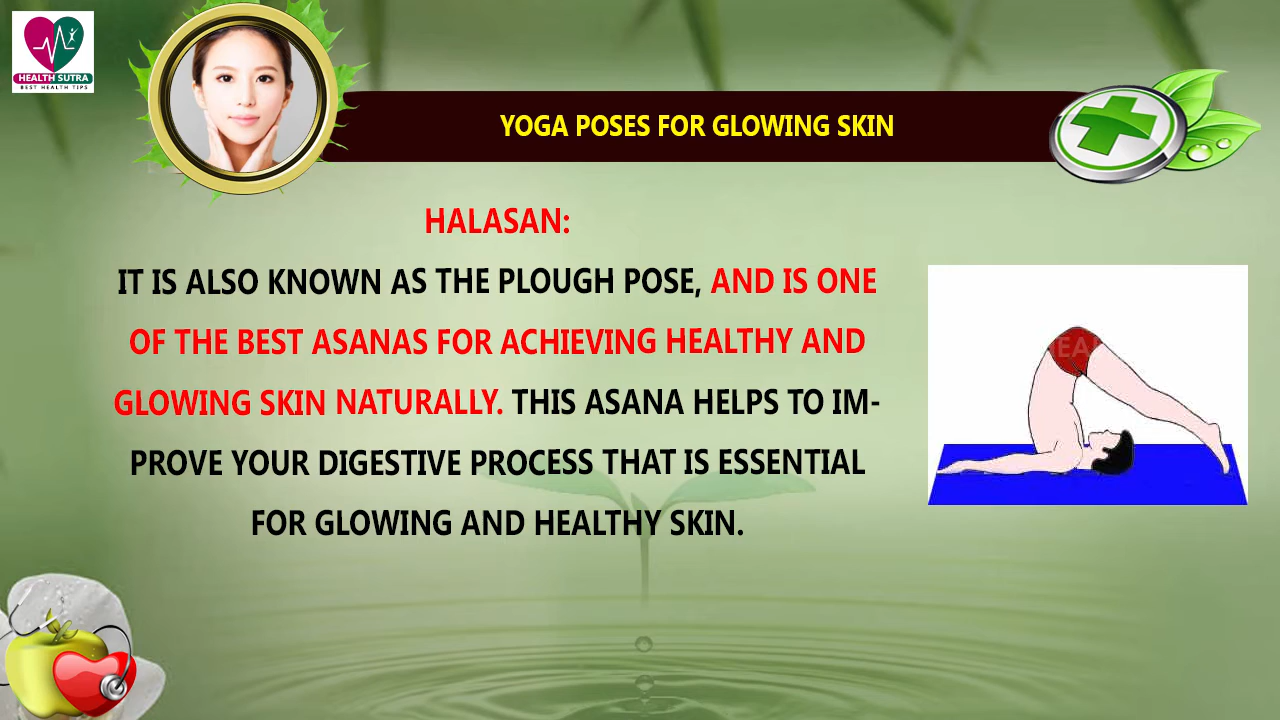 HEALTH SUTRA
BEST HEALTH TIPS
YOGA POSES FOR GLOWING SKIN
HALASAN:
IT IS ALSO KNOWN AS THE PLOUGH POSE, AND IS ONE
OF THE BEST ASANAS FOR ACHIEVING HEALTHY AND
GLOWING SKIN NATURALLY. THIS ASANA HELPS TO IM-
PROVE YOUR DIGESTIVE PROCESS THAT IS ESSENTIAL
FOR GLOWING AND HEALTHY SKIN.